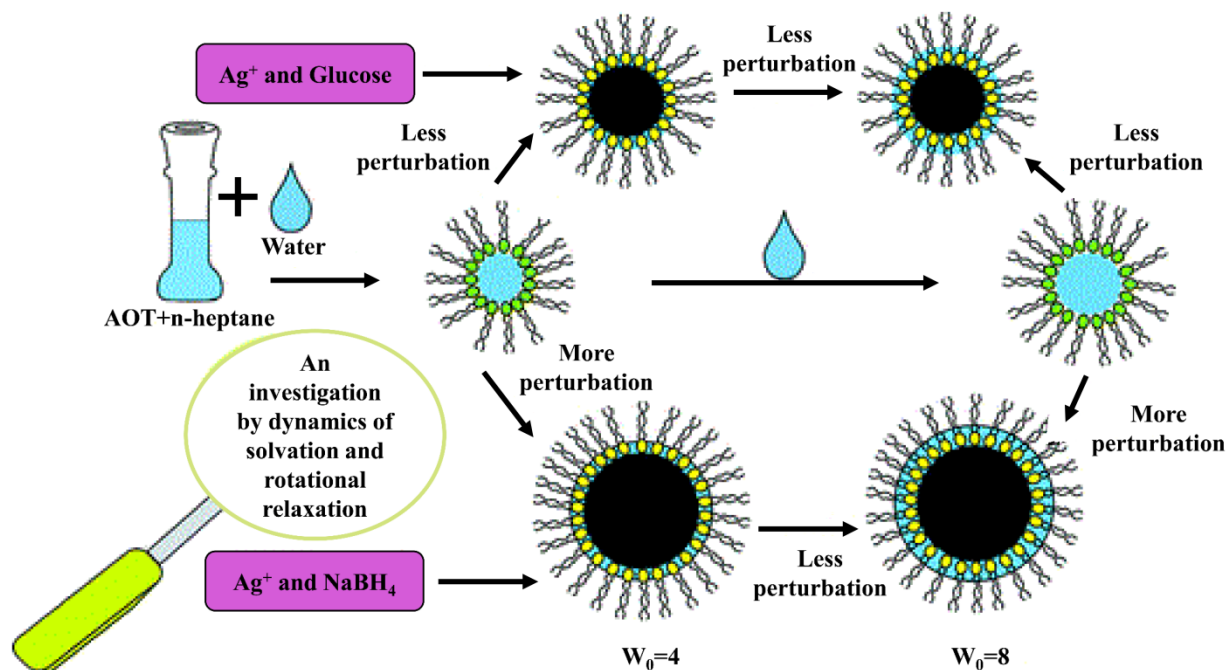 Ag⁺ and Glucose
Less
perturbation
Less
perturbation
Less
perturbation
Water
AOT+n-heptane
More
perturbation
More
perturbation
An
investigation
by dynamics of
solvation and
rotational
relaxation
Ag⁺ and NaBH₄
Less
perturbation
W₀=4
W₀=8